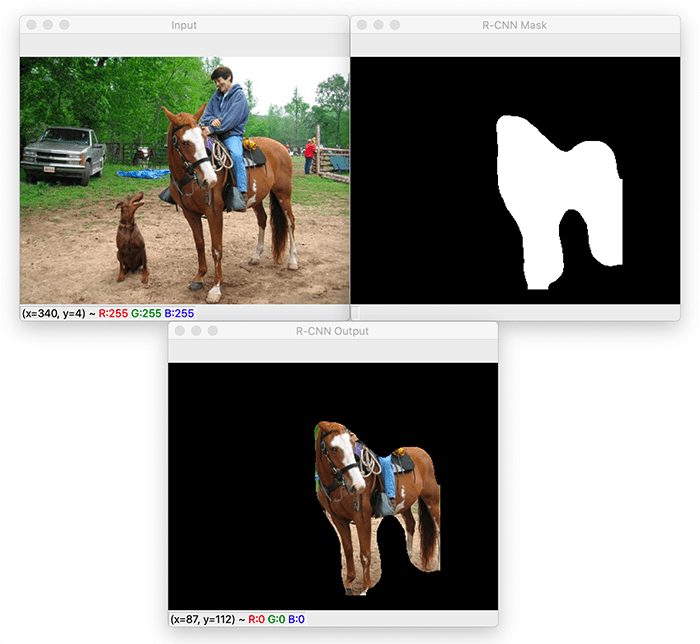 Input
R-CNN Mask
(x=340, y=4) ~ R:255 G:255 B:255
R-CNN Output
(x=87, y=112) ~ R:0 G:0 B:0